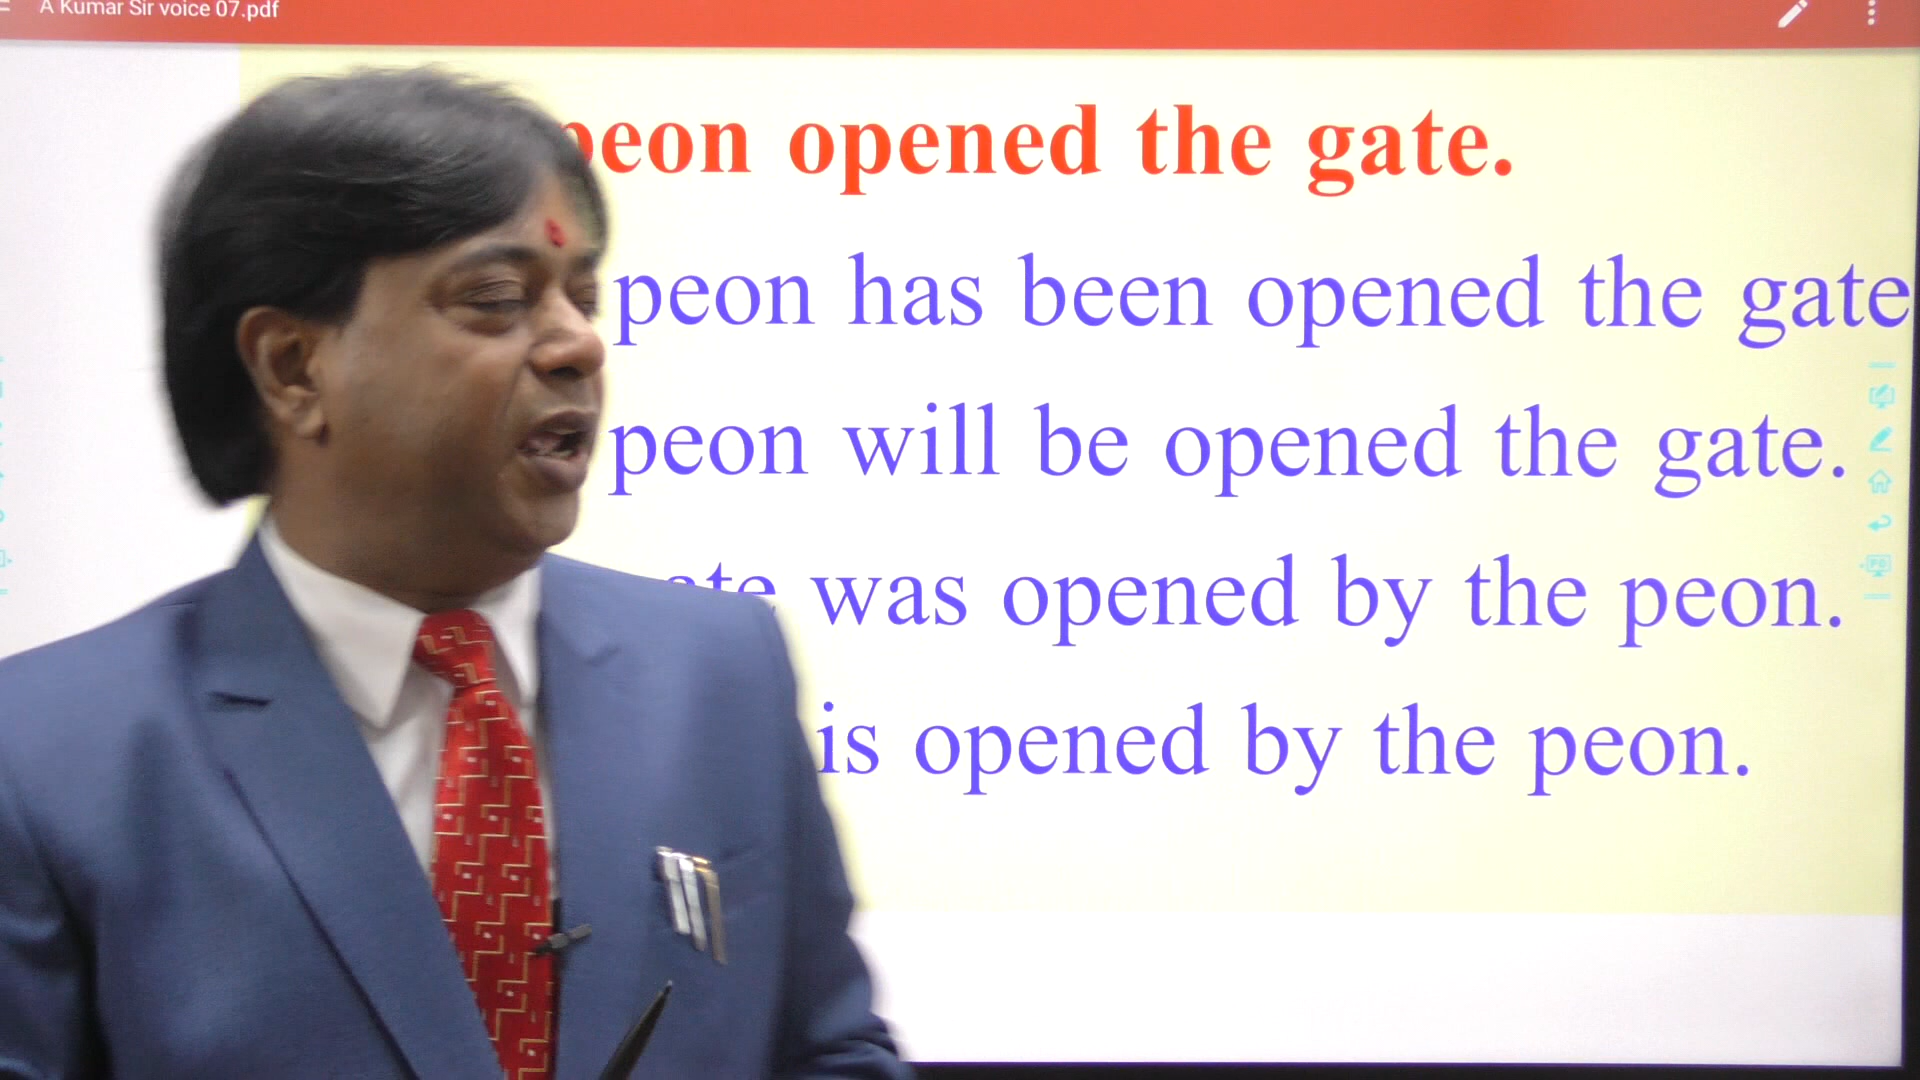 A Kumar Sir voice 07.pdf
peon opened the gate.
peon has been opened the gate
peon will be opened the gate.
was opened by the peon.
is opened by the peon.